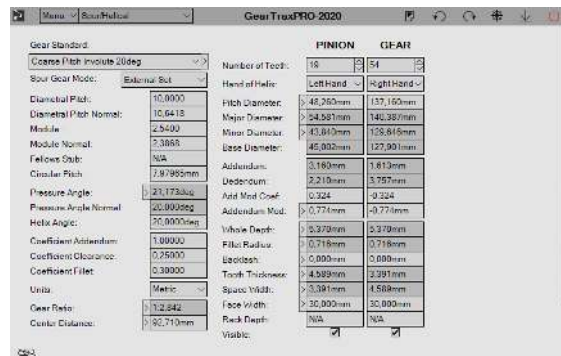 Menu Spur/Helical GearTraxPRO-2020
Gear Standard:
Coarse Pitch Involute 20deg
Spur Gear Mode: External Set
Diametral Pitch: 10,0000
Diametral Pitch Normal: 10,6418
Module 2,5400
Module Normal: 2,3868
Fellows Stub: N/A
Circular Pitch 7,97965mm
Pressure Angle: 21,173deg
Pressure Angle Normal 20,000deg
Helix Angle: 20,0000deg
Coefficient Addendum: 1,00000
Coefficient Clearance: 0,25000
Coefficient Fillet 0,30000
Units: Metric
Gear Ratio: 1:2,842
Center Distance: 92,710mm
PINION GEAR
Number of Teeth: 19 54
Hand of Helix: Left Hand Right Hand
Pitch Diameter: 48,260mm 137,160mm
Major Diameter 54,581mm 140,387mm
Minor Diameter: 43,840mm 129,646mm
Base Diameter: 45,002mm 127,901mm
Addendum: 3,160mm 1,613mm
Dedendum: 2,210mm 3,757mm
Add Mod Coef: 0,324 -0,324
Addendum Mod: 0,774mm -0,774mm
Whole Depth: 5,370mm 5,370mm
Fillet Radius: 0,716mm 0,716mm
Backlash: 0,000mm 0,000mm
Tooth Thickness: 4,589mm 3,391mm
Space Width: 3,391mm 4,589mm
Face Width: 30,000mm 30,000mm
Rack Depth: N/A N/A
Visible: